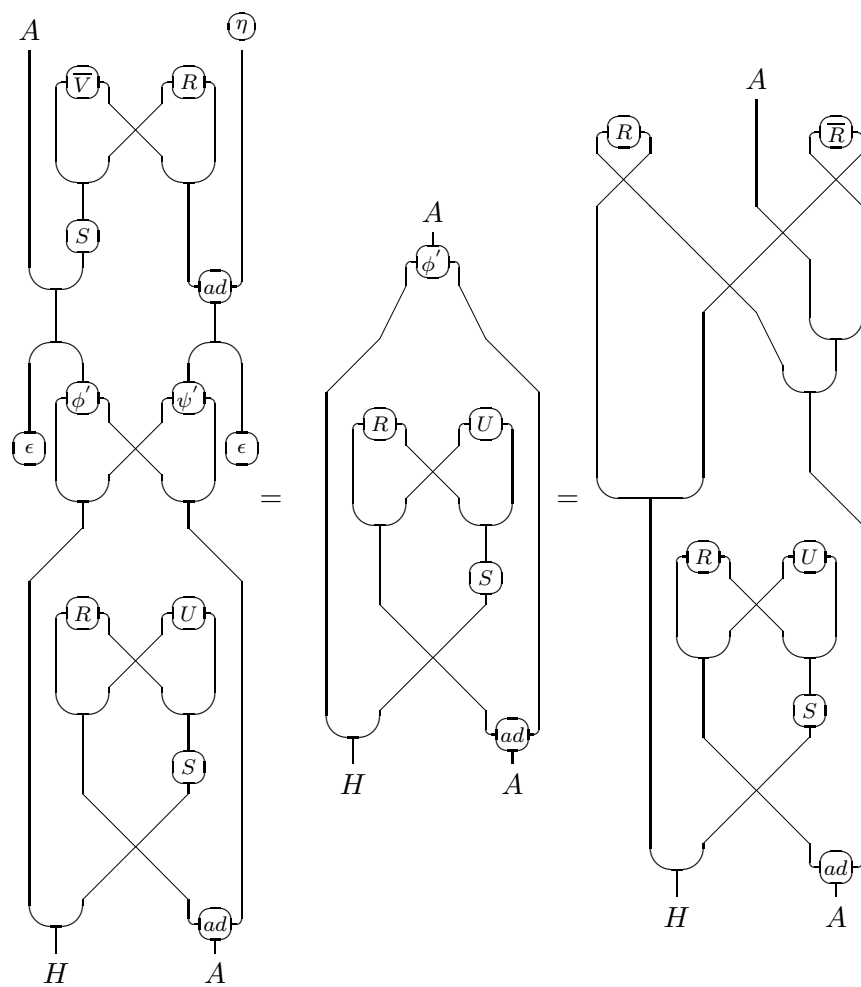 A η
V̅ R
A
R R̅
S
A
ad
ϕ′
ϕ′ ψ′
R U
ϵ ϵ
= =
R U
S
R U
S
S
ad
ad
H A
ad
H A
H A